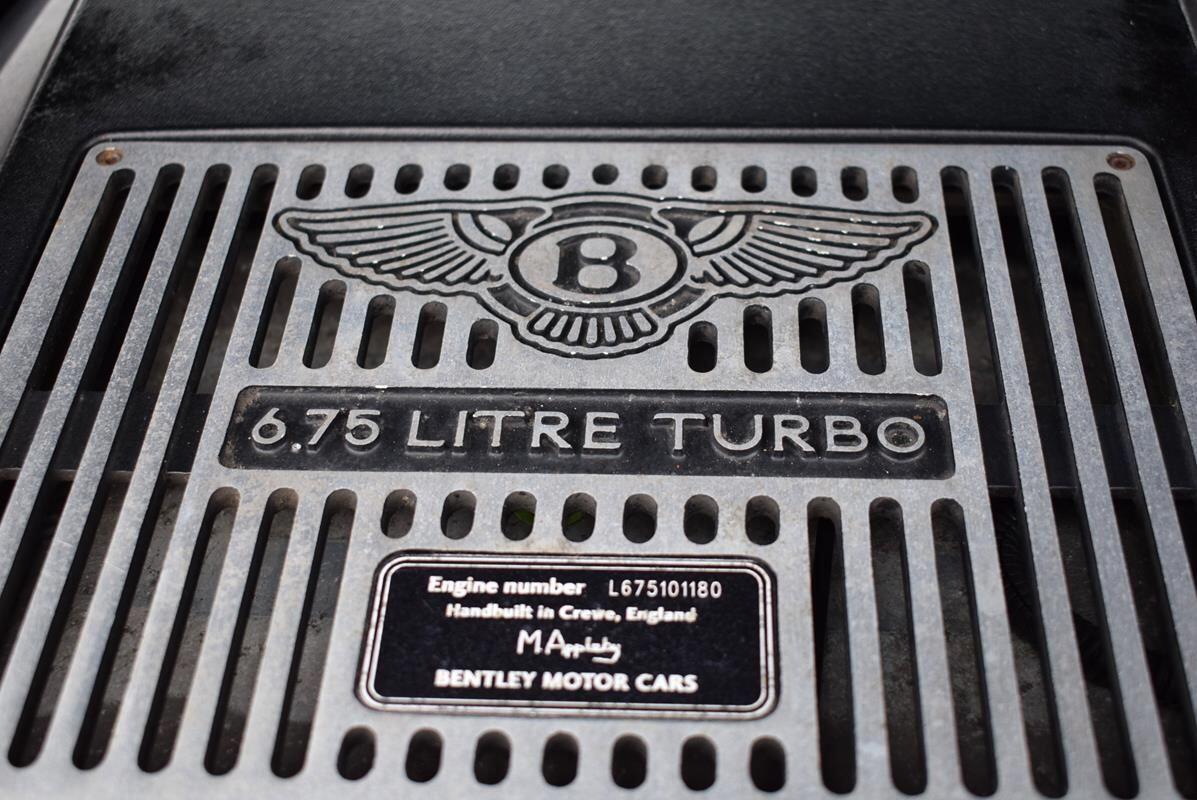 B
6.75 LITRE TURBO
Engine number L675101180
Handbuilt in Crewe, England
M.Appleby
BENTLEY MOTOR CARS